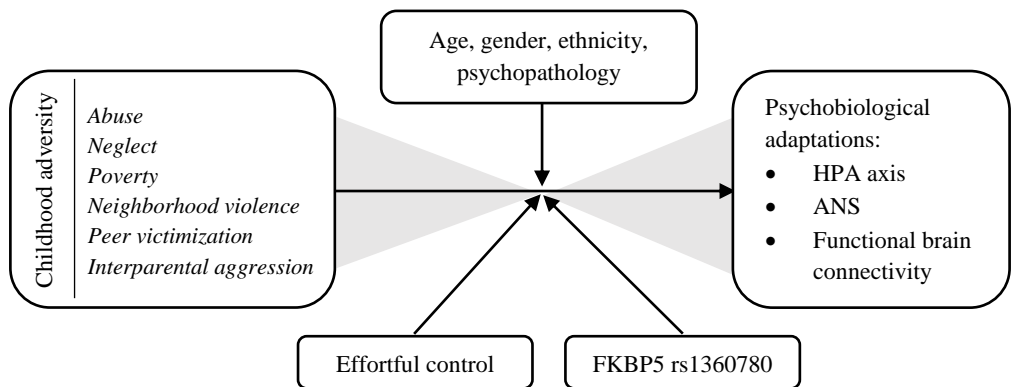 Age, gender, ethnicity,
psychopathology
Childhood adversity
Abuse
Neglect
Poverty
Neighborhood violence
Peer victimization
Interparental aggression
Psychobiological
adaptations:
• HPA axis
• ANS
• Functional brain
connectivity
Effortful control
FKBP5 rs1360780